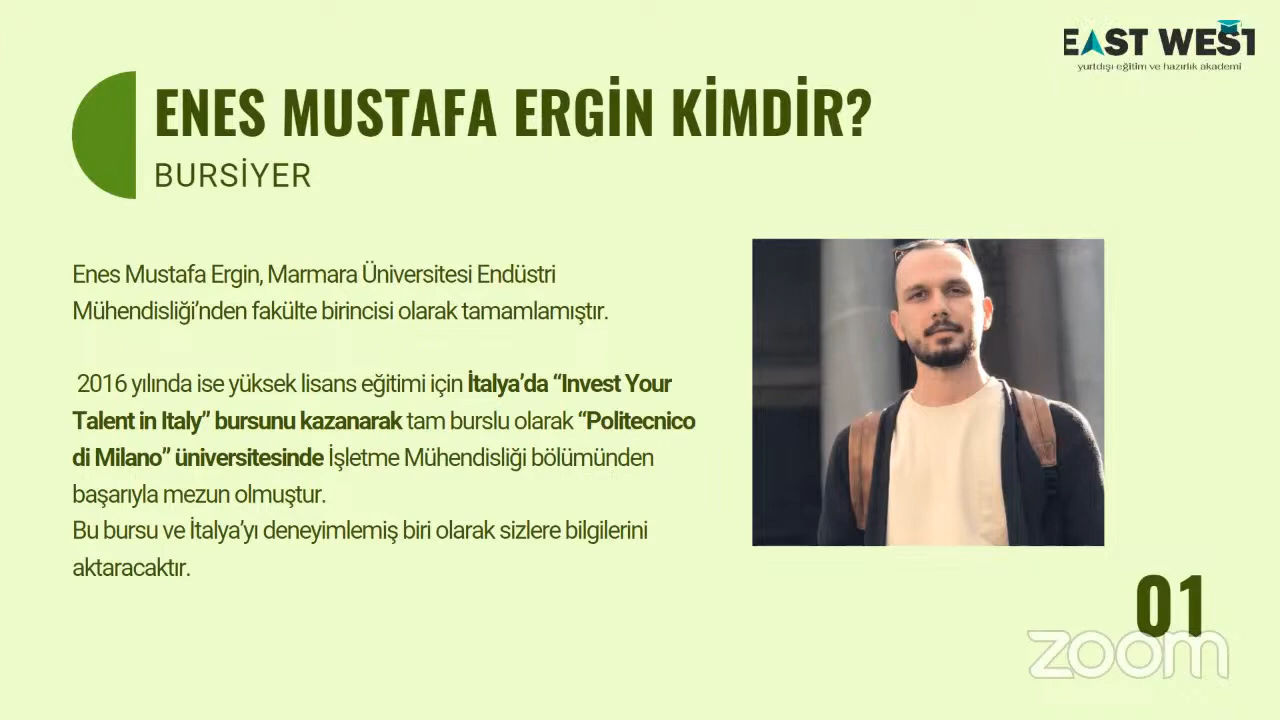 EAST WEST
yurtdışı eğitim ve hazırlık akademi
ENES MUSTAFA ERGİN KİMDİR?
BURSİYER
Enes Mustafa Ergin, Marmara Üniversitesi Endüstri
Mühendisliği’nden fakülte birincisi olarak tamamlamıştır.
2016 yılında ise yüksek lisans eğitimi için İtalya’da “Invest Your
Talent in Italy” bursunu kazanarak tam burslu olarak “Politecnico
di Milano” üniversitesinde İşletme Mühendisliği bölümünden
başarıyla mezun olmuştur.
Bu bursu ve İtalya’yı deneyimlemiş biri olarak sizlere bilgilerini
aktaracaktır.
01
zoom